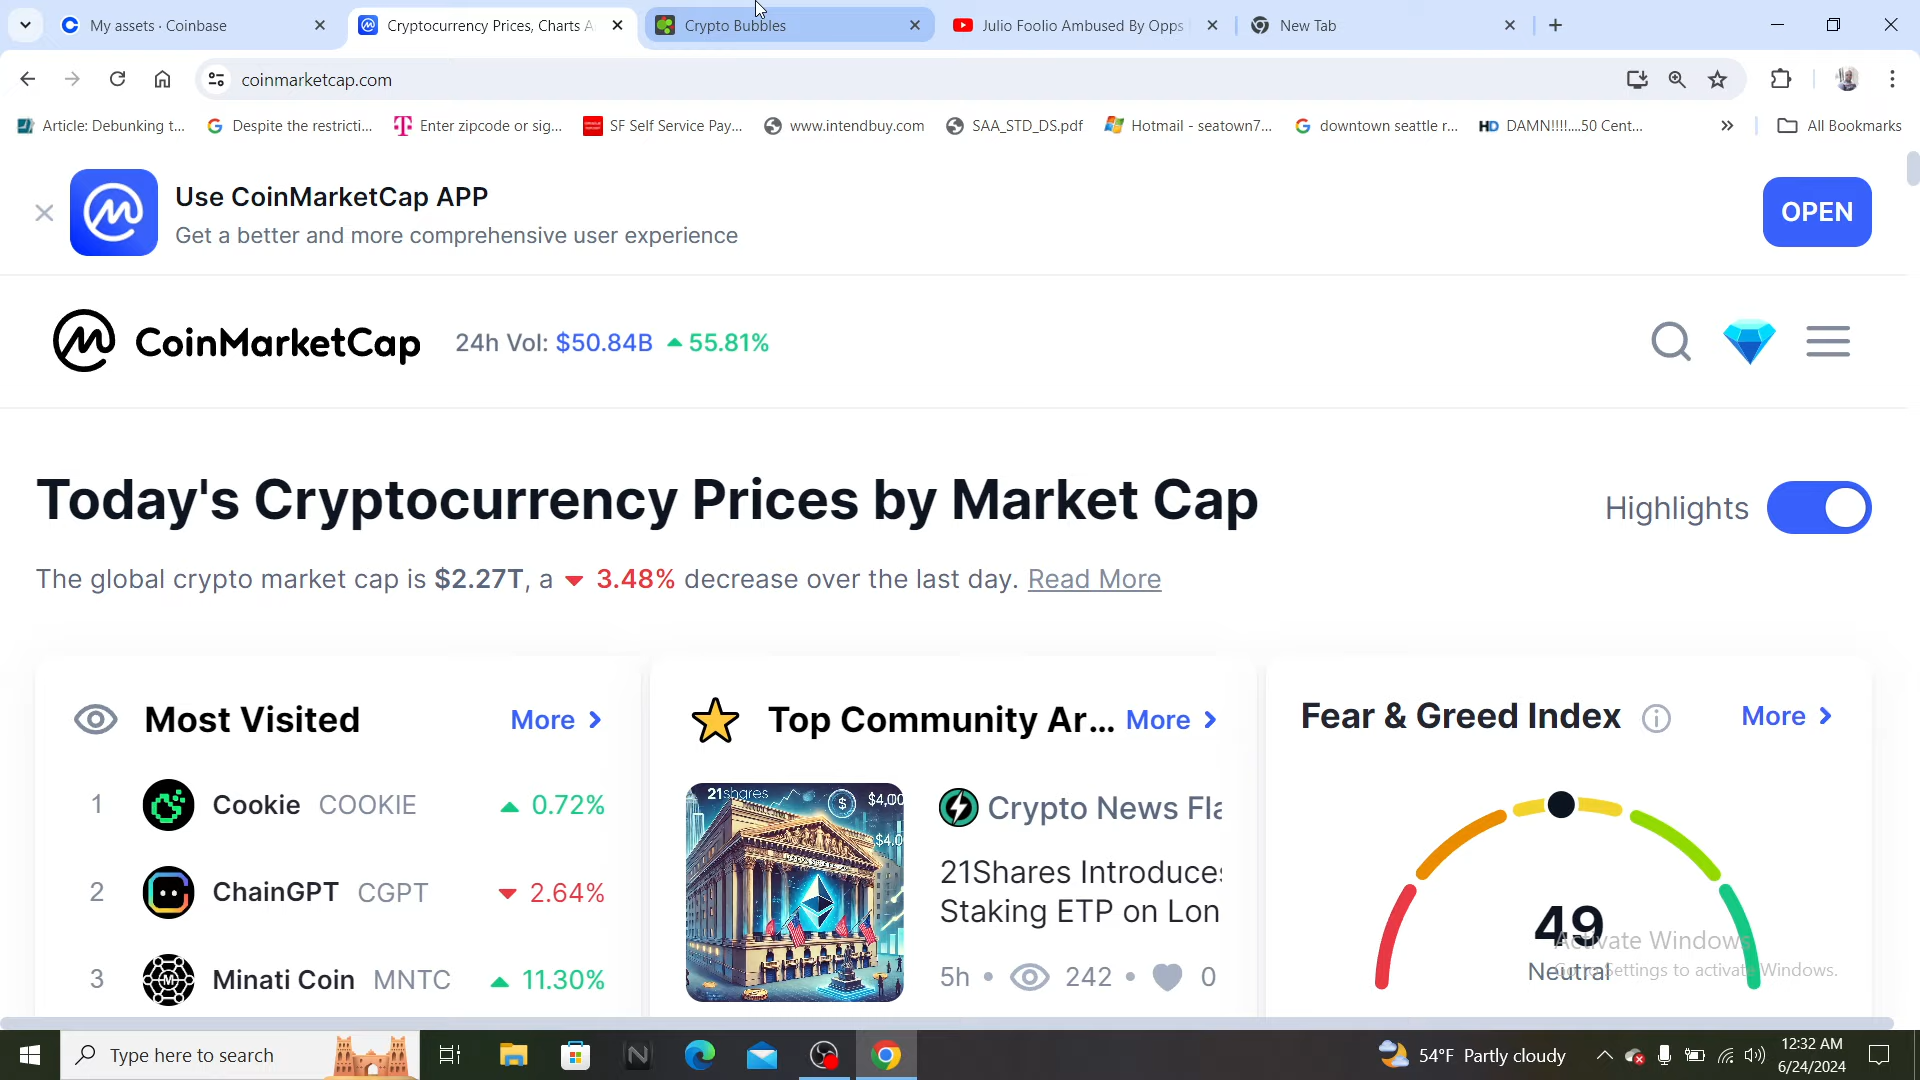 My assets · Coinbase
Cryptocurrency Prices, Charts A
Crypto Bubbles
Julio Foolio Ambused By Opps
New Tab
coinmarketcap.com
Article: Debunking t...
Despite the restricti...
Enter zipcode or sig...
SF Self Service Pay...
www.intendbuy.com
SAA_STD_DS.pdf
Hotmail - seatown7...
downtown seattle r...
HD DAMN!!!!....50 Cent...
All Bookmarks
Use CoinMarketCap APP
Get a better and more comprehensive user experience
OPEN
CoinMarketCap
24h Vol: $50.84B 55.81%
Today's Cryptocurrency Prices by Market Cap
Highlights
The global crypto market cap is $2.27T, a 3.48% decrease over the last day. Read More
Most Visited
More
1 Cookie COOKIE 0.72%
2 ChainGPT CGPT 2.64%
3 Minati Coin MNTC 11.30%
Top Community Ar...
More
21shares
$4,00
$4.0
Crypto News Fla
21Shares Introduces
Staking ETP on Lon
5h • 242 • 0
Fear & Greed Index
More
49
Neutral
Activate Windows
Go to Settings to activate Windows.
Type here to search
54°F Partly cloudy
12:32 AM
6/24/2024